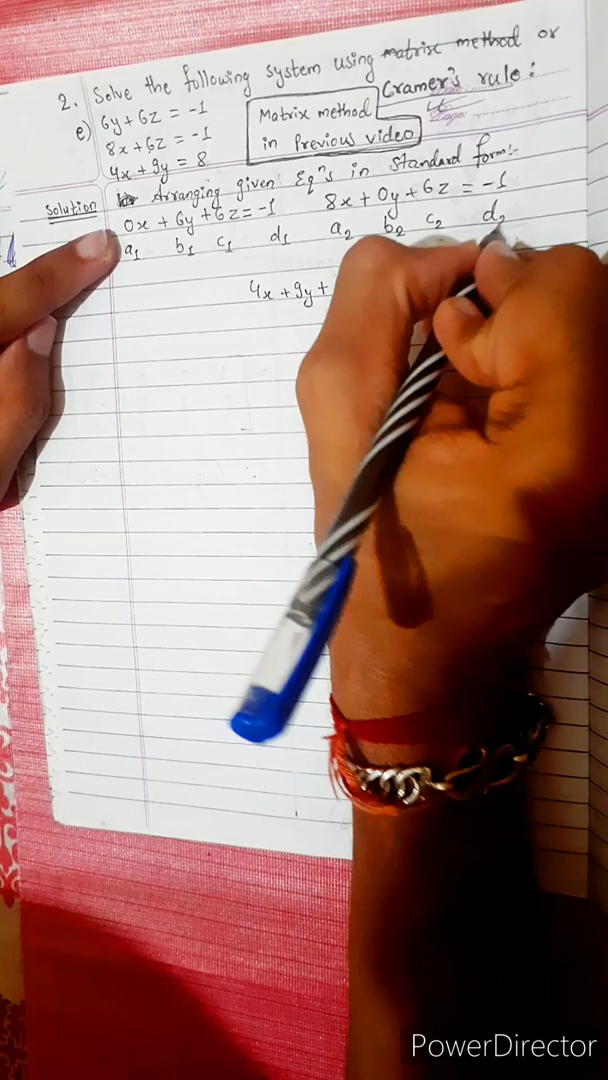 2. Solve the following system using matrix method or
Cramer's rule:
e) 6y + 6z = -1
8x + 6z = -1
4x + 9y = 8
Matrix method
in Previous video
Solution Arranging given Eqⁿs in standard form:-
0x + 6y + 6z = -1 8x + 0y + 6z = -1
a₁ b₁ c₁ d₁ a₂ b₂ c₂ d₂
4x + 9y +
PowerDirector